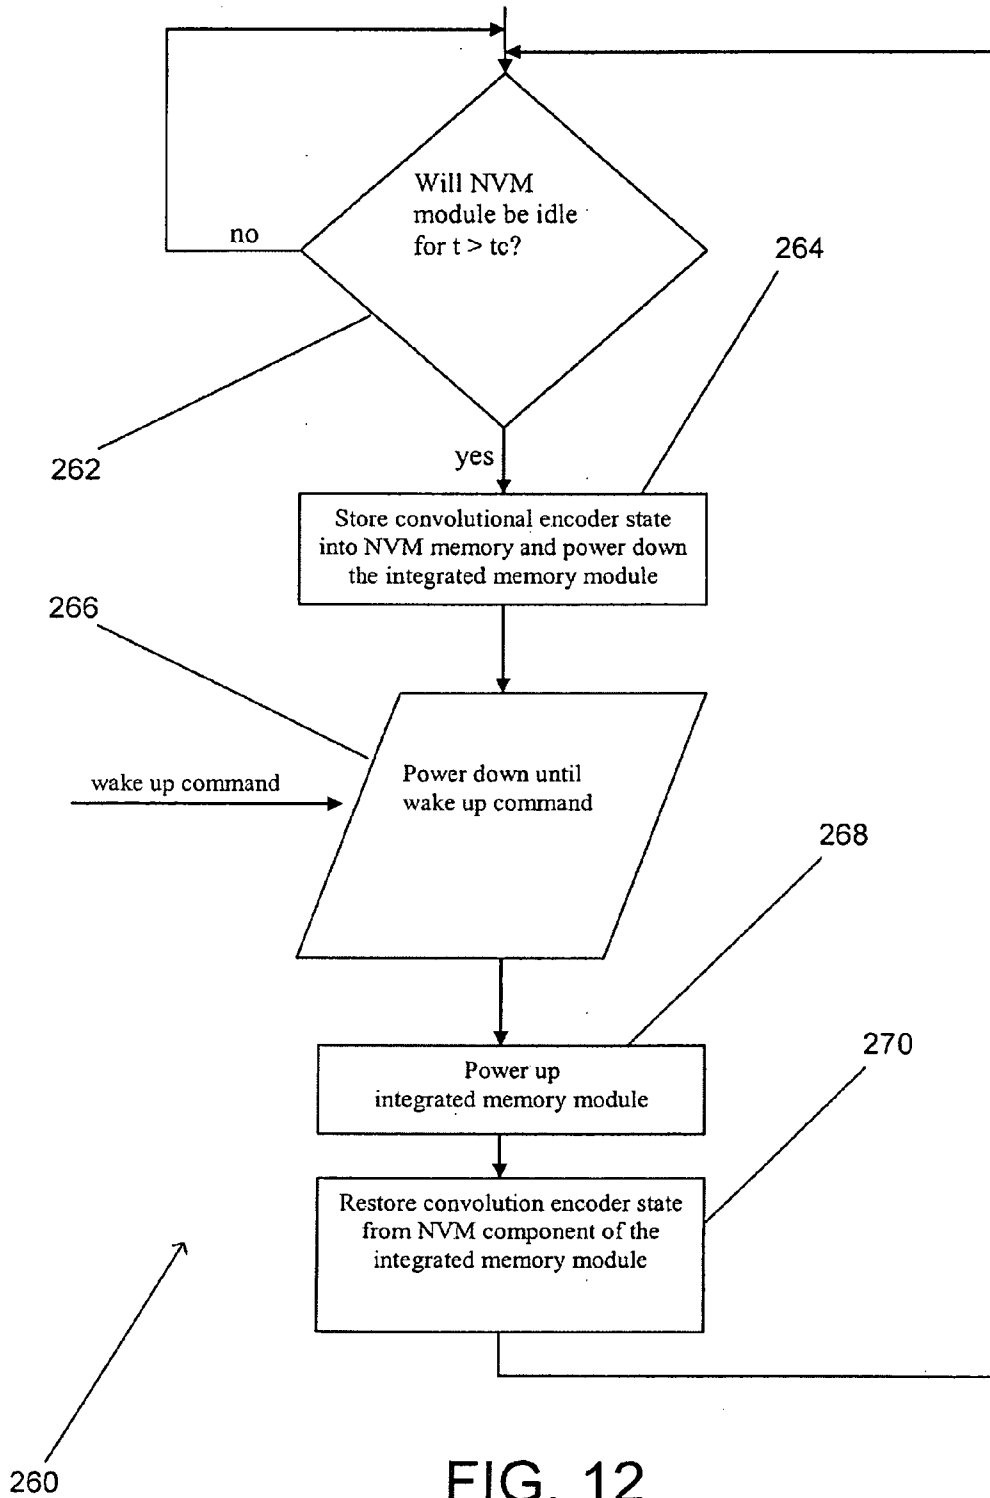 Will NVM
module be idle
for t > tc?
no
264
262
yes
Store convolutional encoder state
into NVM memory and power down
the integrated memory module
266
wake up command
Power down until
wake up command
268
Power up
integrated memory module
270
Restore convolution encoder state
from NVM component of the
integrated memory module
260
FIG. 12